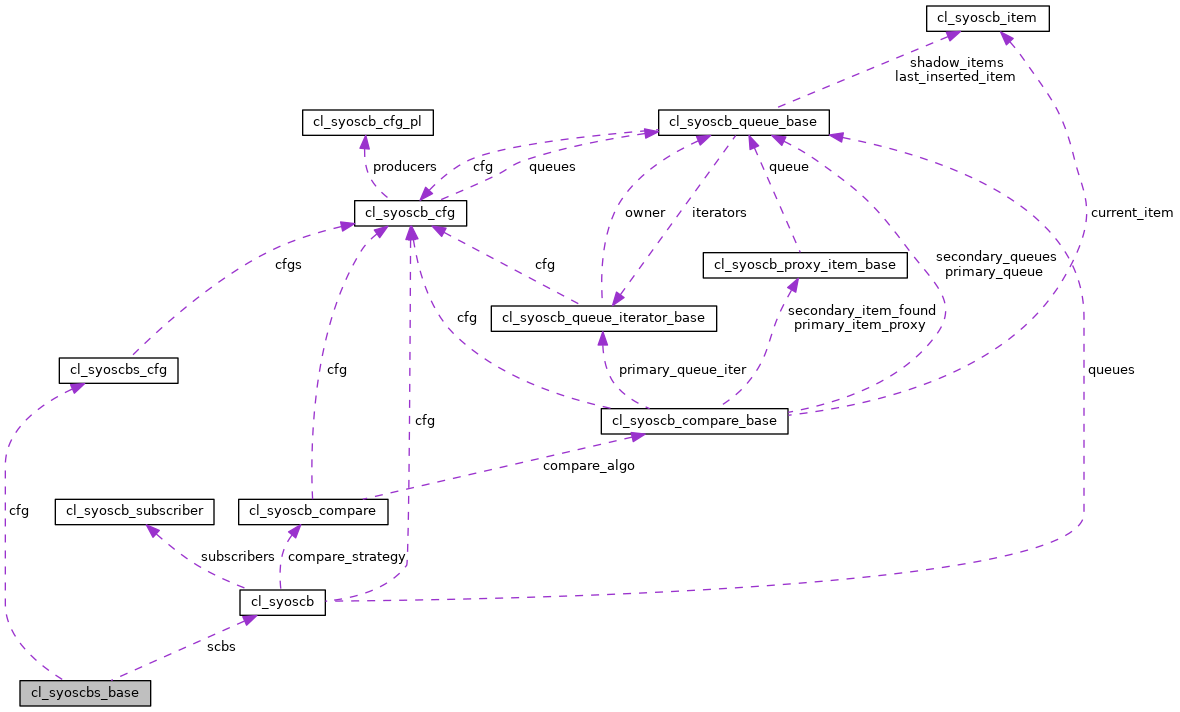 cl_syoscb_item
shadow_items
last_inserted_item
cl_syoscb_cfg_pl
cl_syoscb_queue_base
producers
cfg
queues
queue
cl_syoscb_cfg
owner
iterators
current_item
cfgs
cfg
cl_syoscb_proxy_item_base
secondary_queues
primary_queue
cl_syoscb_queue_iterator_base
cfg
secondary_item_found
primary_item_proxy
cl_syoscbs_cfg
cfg
primary_queue_iter
queues
cfg
cl_syoscb_compare_base
compare_algo
cfg
cl_syoscb_subscriber
cl_syoscb_compare
subscribers
compare_strategy
cl_syoscb
scbs
cl_syoscbs_base